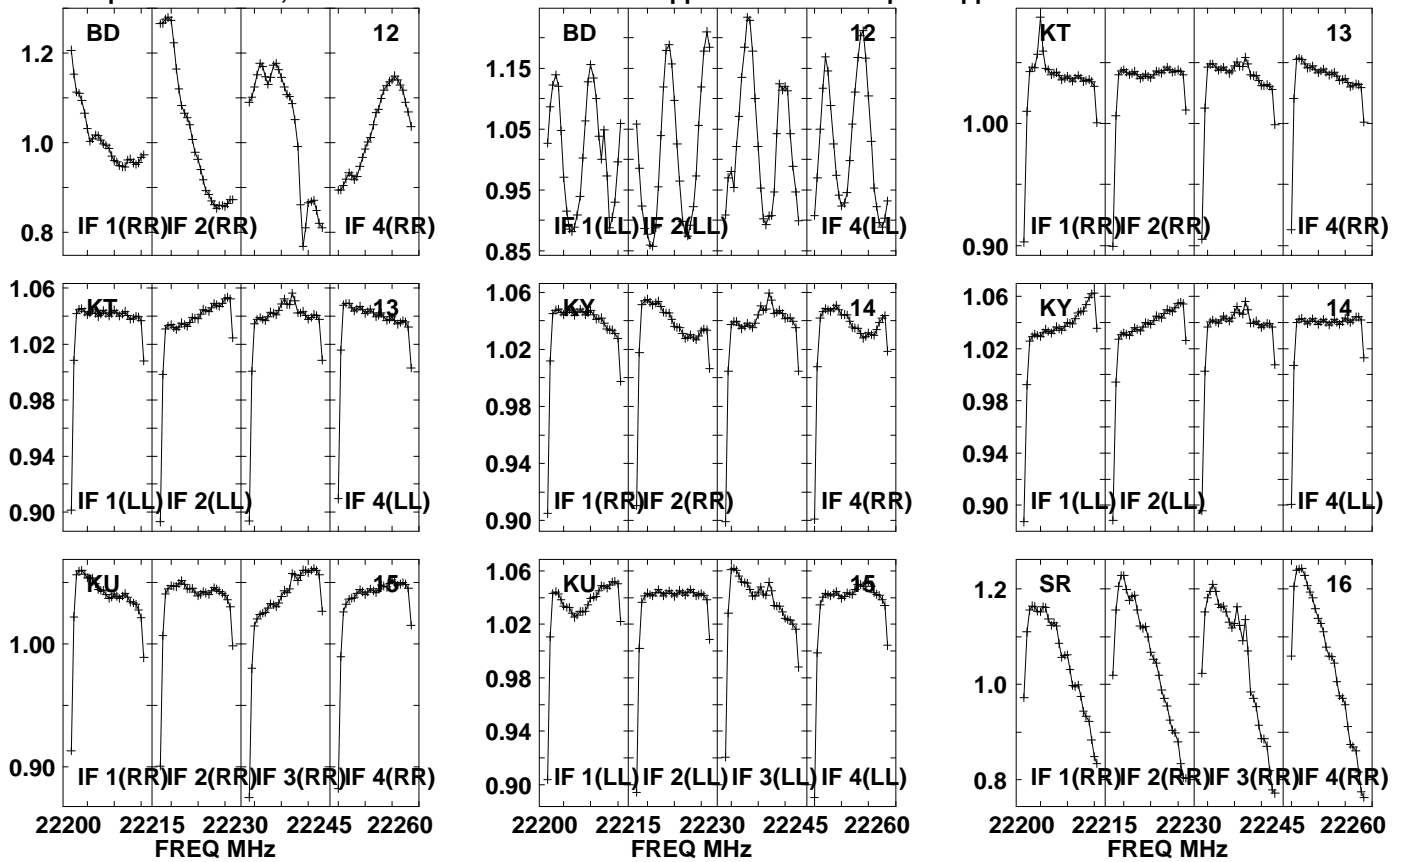 BD 12
1.2
1.0
0.8
IF 1(RR) IF 2(RR) IF 4(RR)
BD 12
1.15
1.05
0.95
0.85
IF 1(LL) IF 2(LL) IF 4(LL)
KT 13
1.00
0.90
IF 1(RR) IF 2(RR) IF 4(RR)
KT 13
1.06
1.02
0.98
0.94
0.90
IF 1(LL) IF 2(LL) IF 4(LL)
KY 14
1.06
1.02
0.98
0.94
0.90
IF 1(RR) IF 2(RR) IF 4(RR)
KY 14
1.06
1.02
0.98
0.94
0.90
IF 1(LL) IF 2(LL) IF 4(LL)
KU 15
1.00
0.90
IF 1(RR) IF 2(RR) IF 3(RR) IF 4(RR)
22200 22215 22230 22245 22260
FREQ MHz
KU 15
1.06
1.02
0.98
0.94
0.90
IF 1(LL) IF 2(LL) IF 3(LL) IF 4(LL)
22200 22215 22230 22245 22260
FREQ MHz
SR 16
1.2
1.0
0.8
IF 1(RR) IF 2(RR) IF 3(RR) IF 4(RR)
22200 22215 22230 22245 22260
FREQ MHz